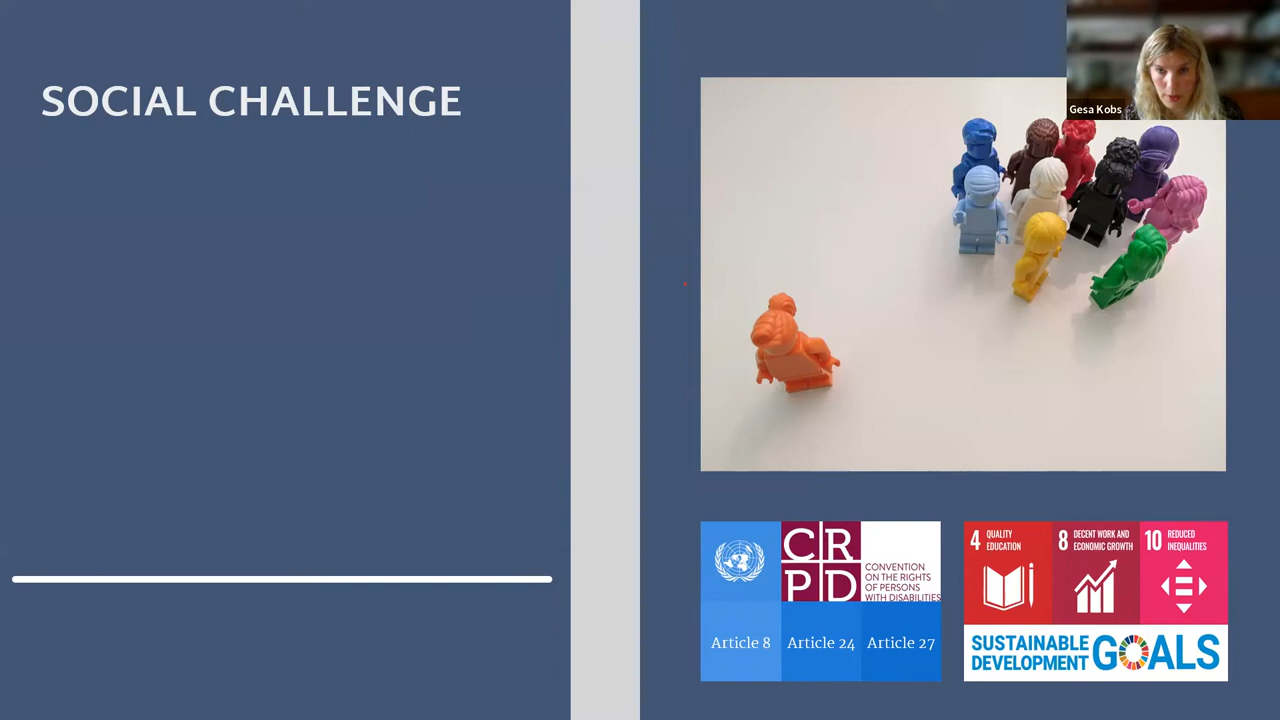 SOCIAL CHALLENGE
Gesa Kobs
CR
PD
CONVENTION
ON THE RIGHTS
OF PERSONS
WITH DISABILITIES
Article 8
Article 24
Article 27
4 QUALITY
EDUCATION
8 DECENT WORK AND
ECONOMIC GROWTH
10 REDUCED
INEQUALITIES
SUSTAINABLE
DEVELOPMENT
GOALS